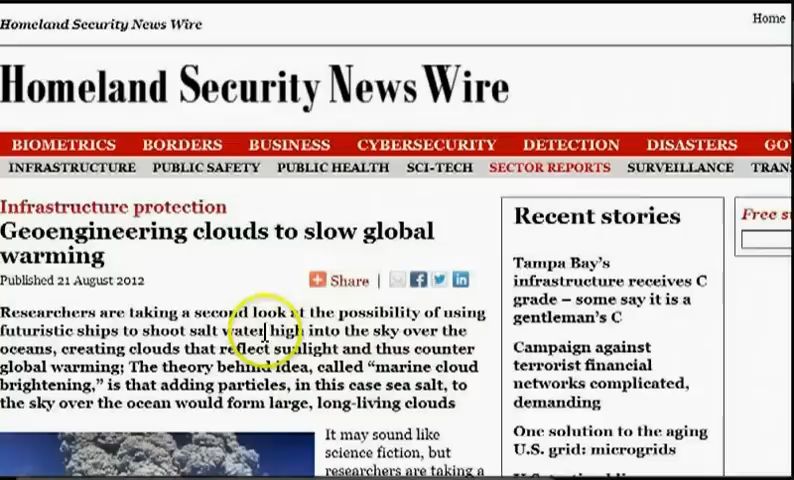 Homeland Security News Wire
Home
Homeland Security News Wire
BIOMETRICS BORDERS BUSINESS CYBERSECURITY DETECTION DISASTERS GO
INFRASTRUCTURE PUBLIC SAFETY PUBLIC HEALTH SCI-TECH SECTOR REPORTS SURVEILLANCE TRAN
Infrastructure protection
Geoengineering clouds to slow global
warming
Published 21 August 2012
Share
Researchers are taking a second look at the possibility of using
futuristic ships to shoot salt water high into the sky over the
oceans, creating clouds that reflect sunlight and thus counter
global warming; The theory behind idea, called “marine cloud
brightening,” is that adding particles, in this case sea salt, to
the sky over the ocean would form large, long-living clouds
It may sound like
science fiction, but
researchers are taking a
Recent stories
Tampa Bay’s
infrastructure receives C
grade – some say it is a
gentleman’s C
Campaign against
terrorist financial
networks complicated,
demanding
One solution to the aging
U.S. grid: microgrids
Free